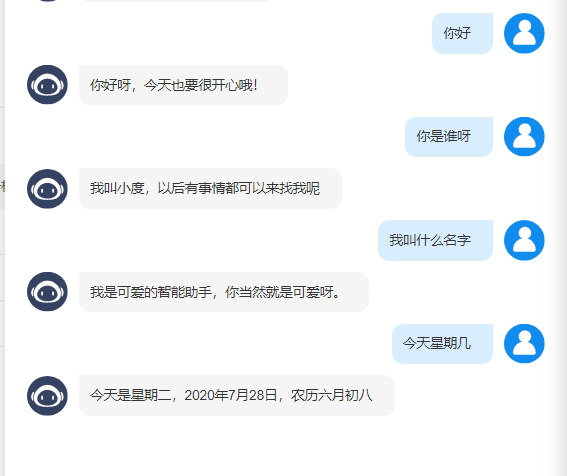 你好
你好呀，今天也要很开心哦！
你是谁呀
我叫小度，以后有事情都可以来找我呢
我叫什么名字
我是可爱的智能助手，你当然就是可爱呀。
今天星期几
今天是星期二，2020年7月28日，农历六月初八